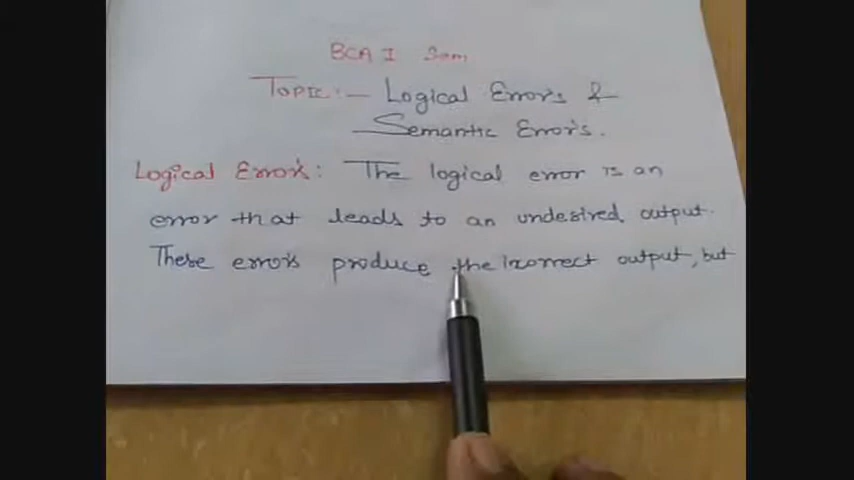 BCA I Sem
Topic:- Logical Errors &
Semantic Errors.
Logical Error: The logical error is an
error that leads to an undesired output.
These errors produce the incorrect output, but